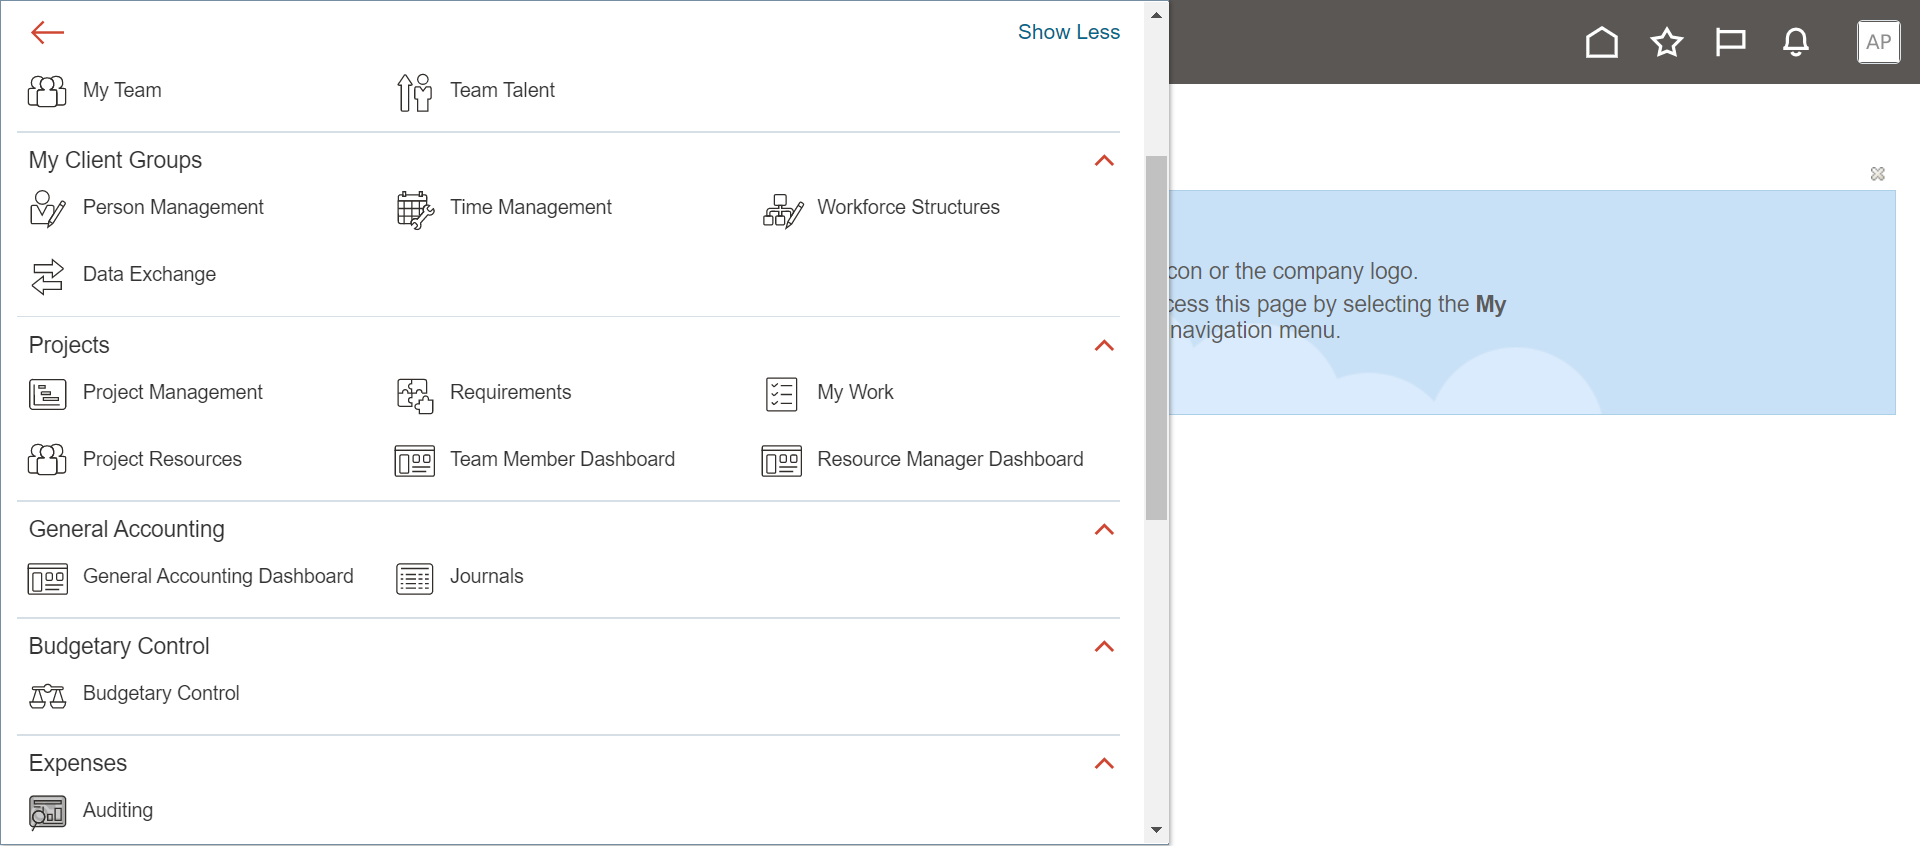 Show Less
My Team
Team Talent
My Client Groups
Person Management
Time Management
Workforce Structures
Data Exchange
Projects
Project Management
Requirements
My Work
Project Resources
Team Member Dashboard
Resource Manager Dashboard
General Accounting
General Accounting Dashboard
Journals
Budgetary Control
Budgetary Control
Expenses
Auditing
AP
con or the company logo.
cess this page by selecting the My
navigation menu.